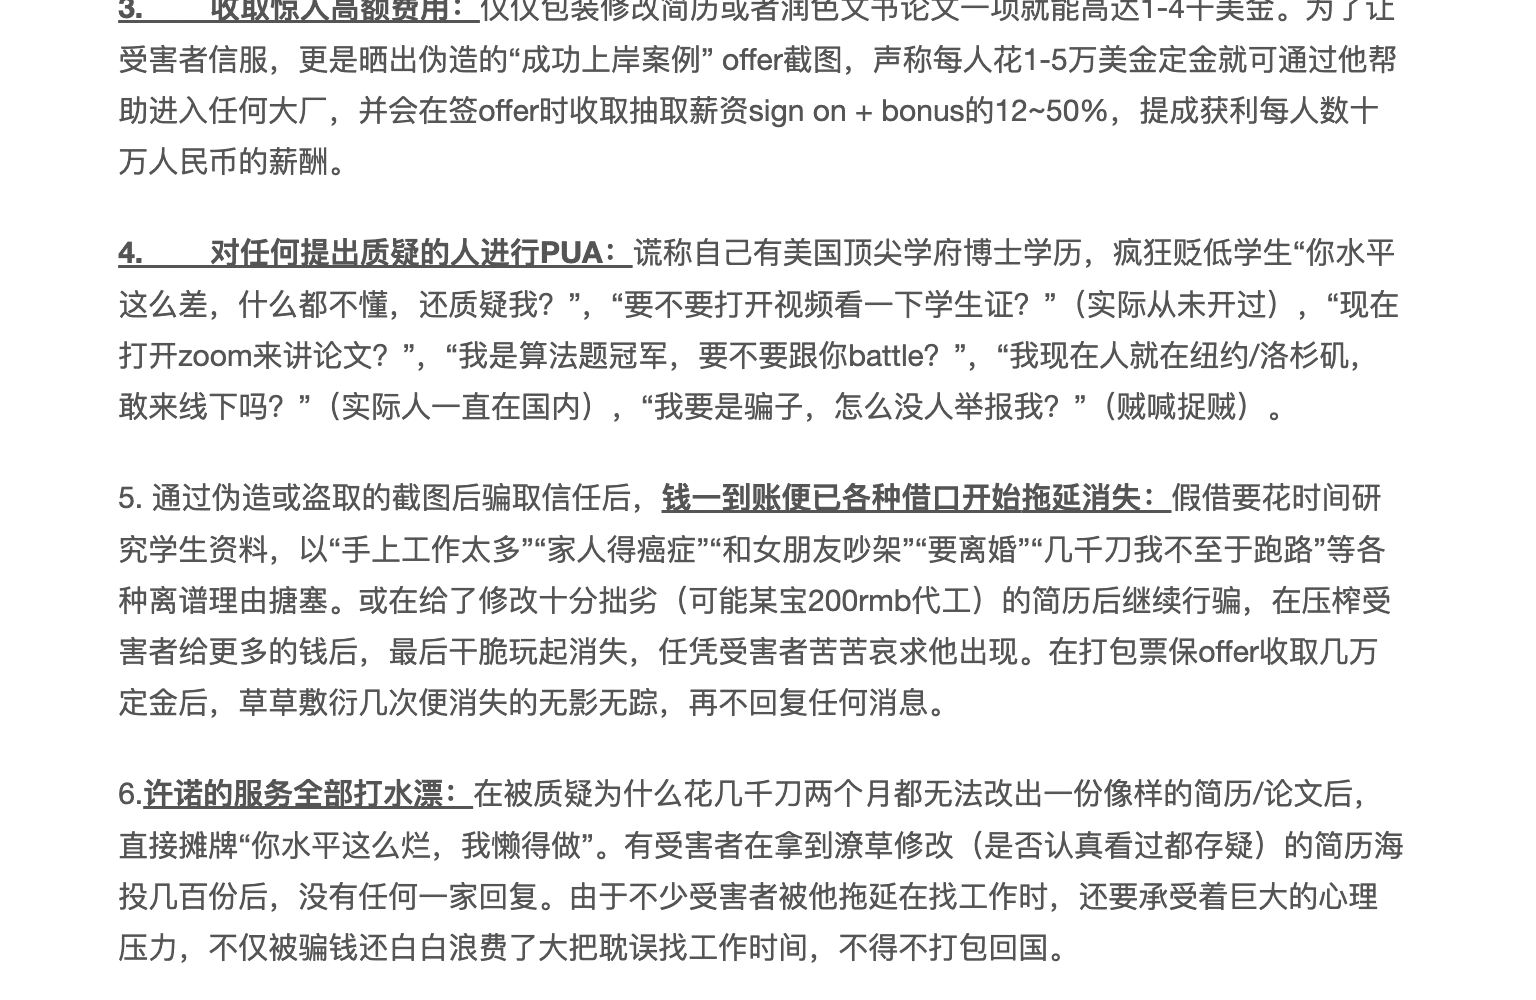 3. 收取惊人高额费用：仅仅包装修改简历或者润色文书论文一项就能高达1-4千美金。为了让
受害者信服，更是晒出伪造的“成功上岸案例” offer截图，声称每人花1-5万美金定金就可通过他帮
助进入任何大厂，并会在签offer时收取抽取薪资sign on + bonus的12~50%，提成获利每人数十
万人民币的薪酬。
4. 对任何提出质疑的人进行PUA：谎称自己有美国顶尖学府博士学历，疯狂贬低学生“你水平
这么差，什么都不懂，还质疑我？”，“要不要打开视频看一下学生证？”（实际从未开过），“现在
打开zoom来讲论文？”，“我是算法题冠军，要不要跟你battle？”，“我现在人就在纽约/洛杉矶，
敢来线下吗？”（实际人一直在国内），“我要是骗子，怎么没人举报我？”（贼喊捉贼）。
5. 通过伪造或盗取的截图后骗取信任后，钱一到账便已各种借口开始拖延消失：假借要花时间研
究学生资料，以“手上工作太多”“家人得癌症”“和女朋友吵架”“要离婚”“几千刀我不至于跑路”等各
种离谱理由搪塞。或在给了修改十分拙劣（可能某宝200rmb代工）的简历后继续行骗，在压榨受
害者给更多的钱后，最后干脆玩起消失，任凭受害者苦苦哀求他出现。在打包票保offer收取几万
定金后，草草敷衍几次便消失的无影无踪，再不回复任何消息。
6.许诺的服务全部打水漂：在被质疑为什么花几千刀两个月都无法改出一份像样的简历/论文后，
直接摊牌“你水平这么烂，我懒得做”。有受害者在拿到潦草修改（是否认真看过都存疑）的简历海
投几百份后，没有任何一家回复。由于不少受害者被他拖延在找工作时，还要承受着巨大的心理
压力，不仅被骗钱还白白浪费了大把耽误找工作时间，不得不打包回国。